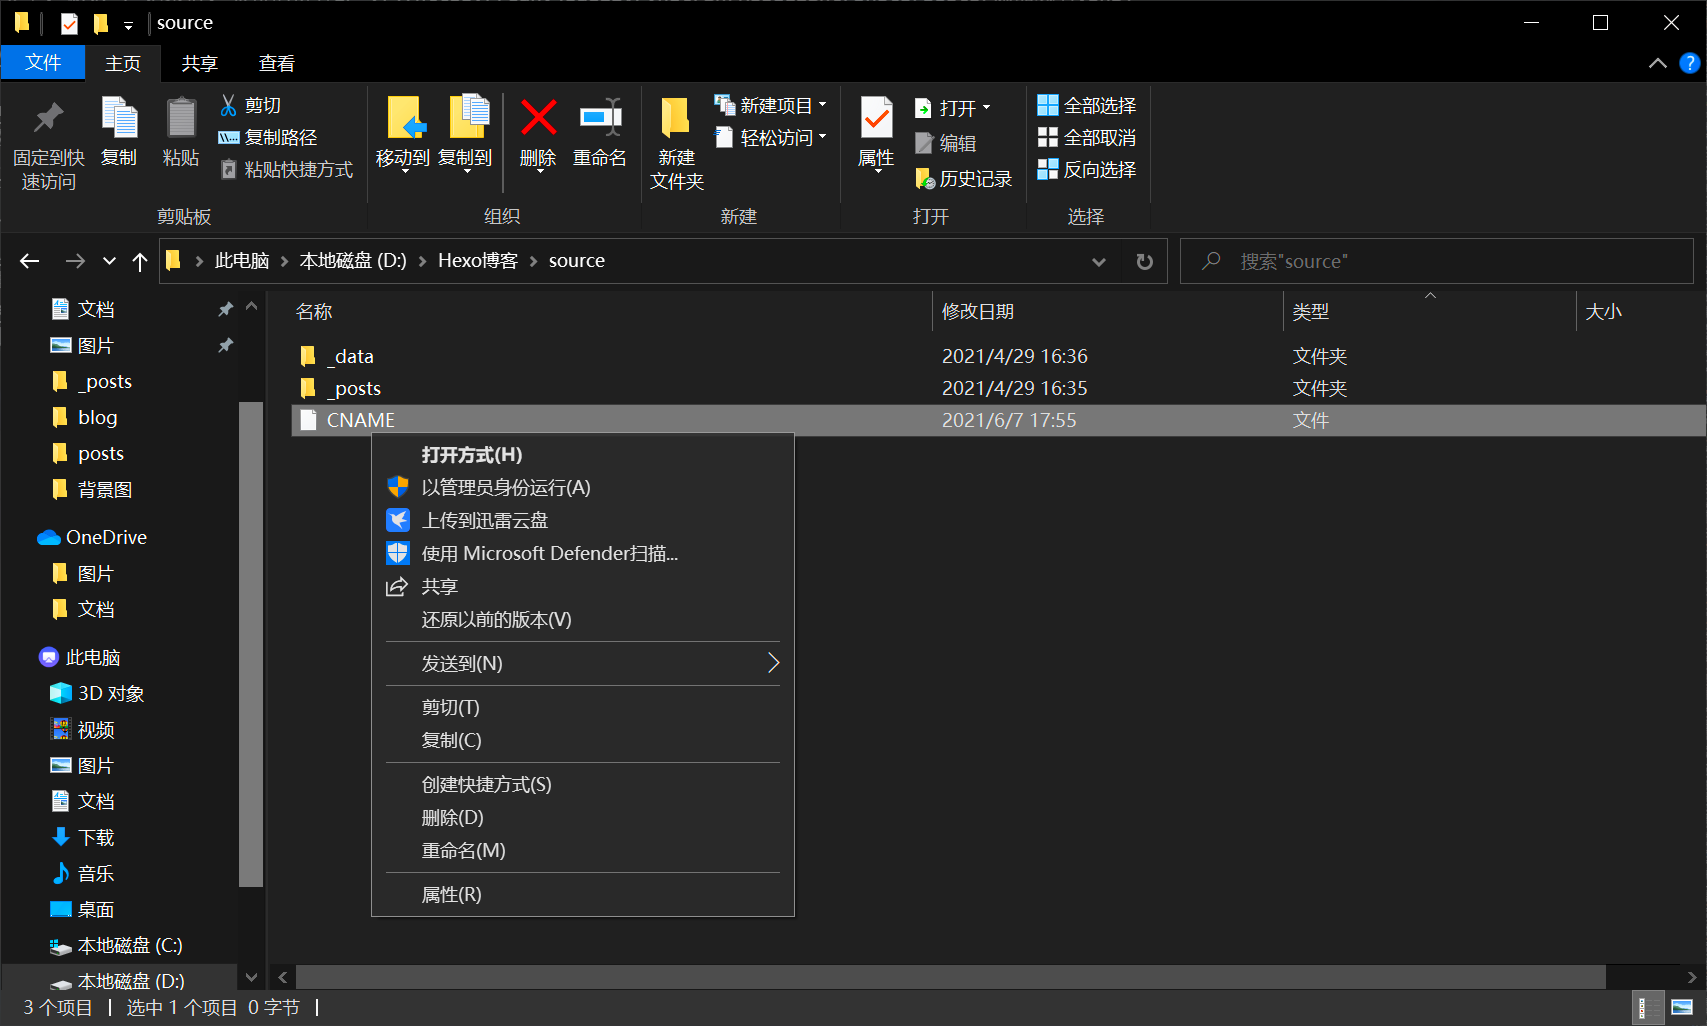 source
文件 主页 共享 查看
固定到快速访问
复制
粘贴
剪切
复制路径
粘贴快捷方式
剪贴板
移动到
复制到
删除
重命名
组织
新建文件夹
新建项目
轻松访问
新建
属性
打开
编辑
历史记录
打开
全部选择
全部取消
反向选择
选择
此电脑 本地磁盘 (D:) Hexo博客 source
搜索"source"
文档
图片
_posts
blog
posts
背景图
OneDrive
图片
文档
此电脑
3D 对象
视频
图片
文档
下载
音乐
桌面
本地磁盘 (C:)
本地磁盘 (D:)
名称 修改日期 类型 大小
_data 2021/4/29 16:36 文件夹
_posts 2021/4/29 16:35 文件夹
CNAME 2021/6/7 17:55 文件
打开方式(H)
以管理员身份运行(A)
上传到迅雷云盘
使用 Microsoft Defender扫描...
共享
还原以前的版本(V)
发送到(N)
剪切(T)
复制(C)
创建快捷方式(S)
删除(D)
重命名(M)
属性(R)
3 个项目 选中 1 个项目 0 字节